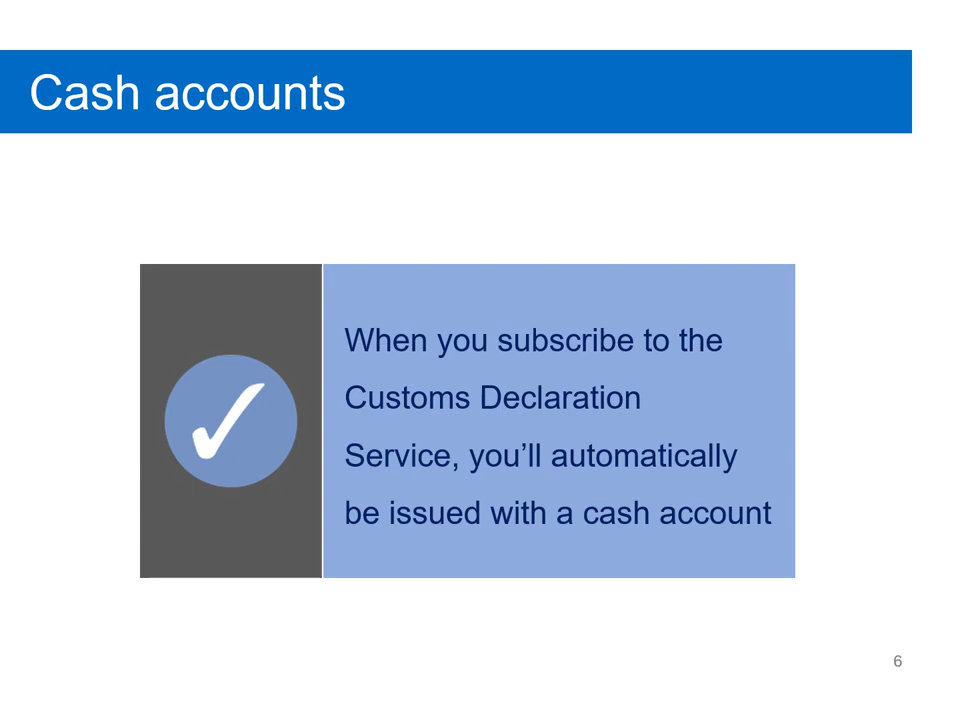 Cash accounts
When you subscribe to the
Customs Declaration
Service, you’ll automatically
be issued with a cash account
6